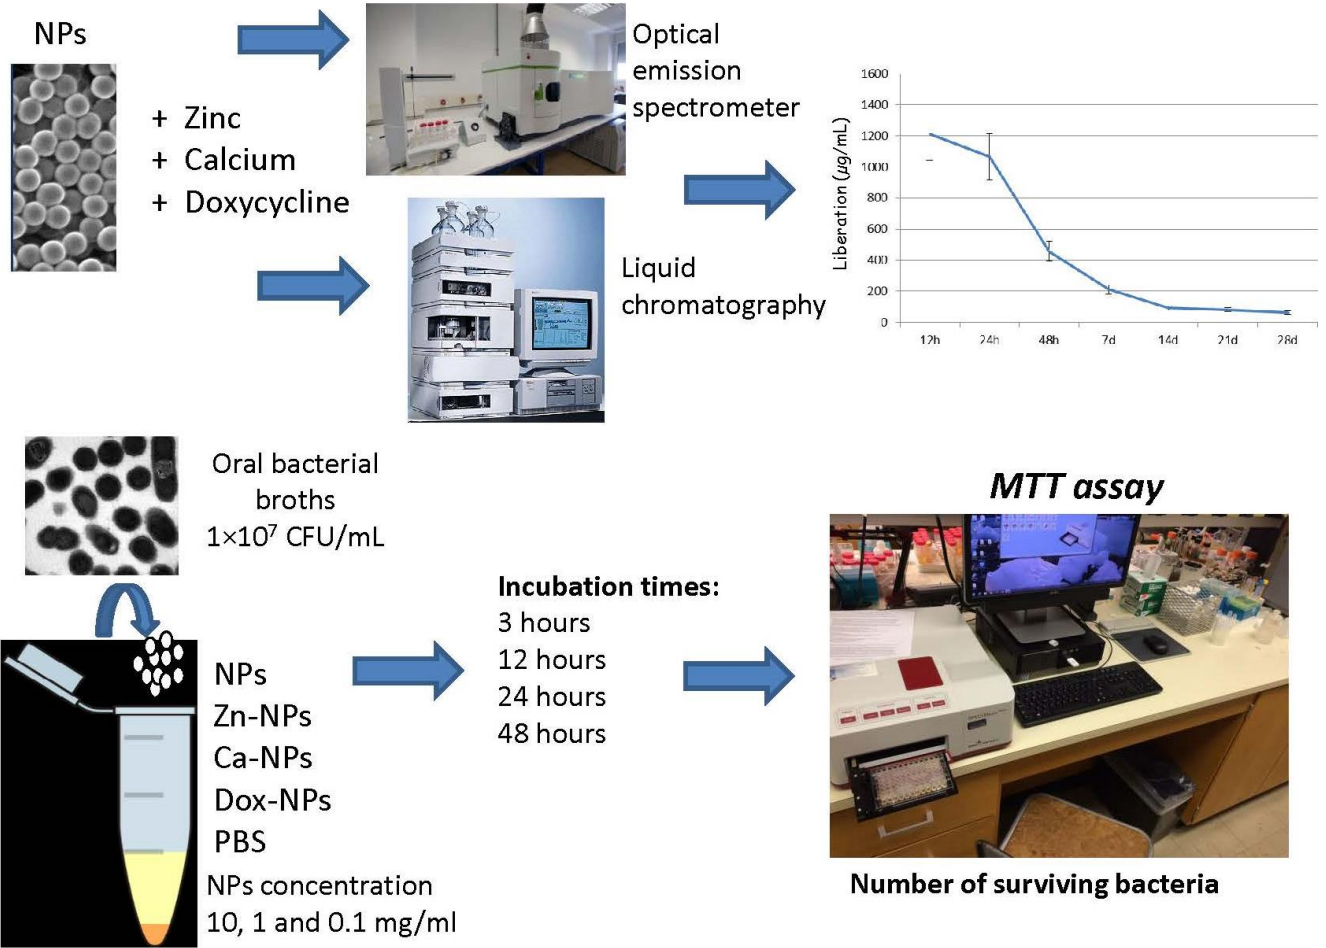 NPs
+ Zinc
+ Calcium
+ Doxycycline
Optical
emission
spectrometer
Liquid
chromatography
Liberation (µg/mL)
1600
1400
1200
1000
800
600
400
200
0
12h 24h 48h 7d 14d 21d 28d
Oral bacterial
broths
1×10⁷ CFU/mL
NPs
Zn-NPs
Ca-NPs
Dox-NPs
PBS
NPs concentration
10, 1 and 0.1 mg/ml
Incubation times:
3 hours
12 hours
24 hours
48 hours
MTT assay
Number of surviving bacteria